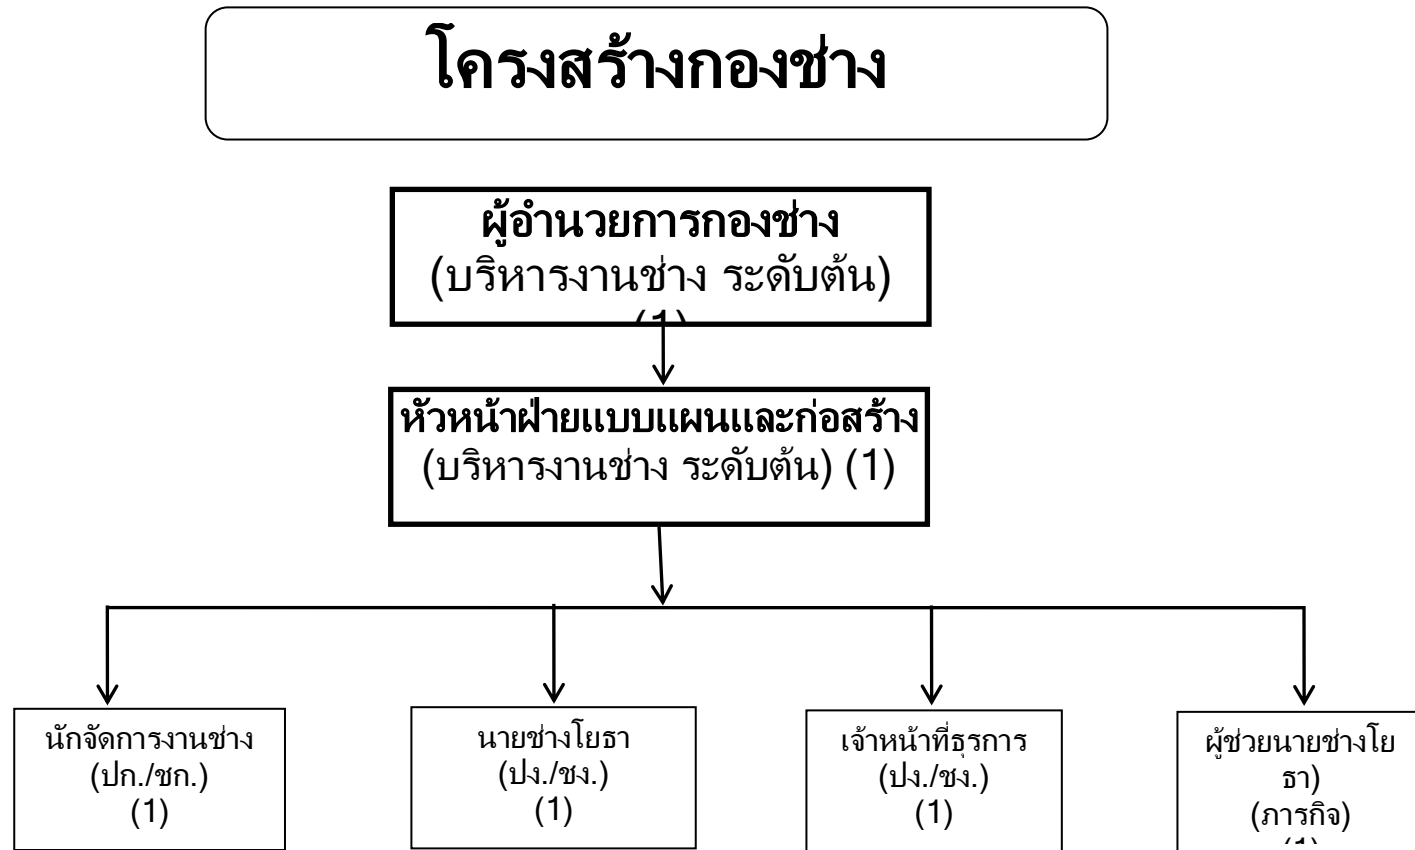 โครงสร้างกองช่าง
ผู้อำนวยการกองช่าง
(บริหารงานช่าง ระดับต้น)
(1)
หัวหน้าฝ่ายแบบแผนและก่อสร้าง
(บริหารงานช่าง ระดับต้น) (1)
นักจัดการงานช่าง
(ปก./ชก.)
(1)
นายช่างโยธา
(ปง./ชง.)
(1)
เจ้าหน้าที่ธุรการ
(ปง./ชง.)
(1)
ผู้ช่วยนายช่างโย
ธา)
(ภารกิจ)
(1)